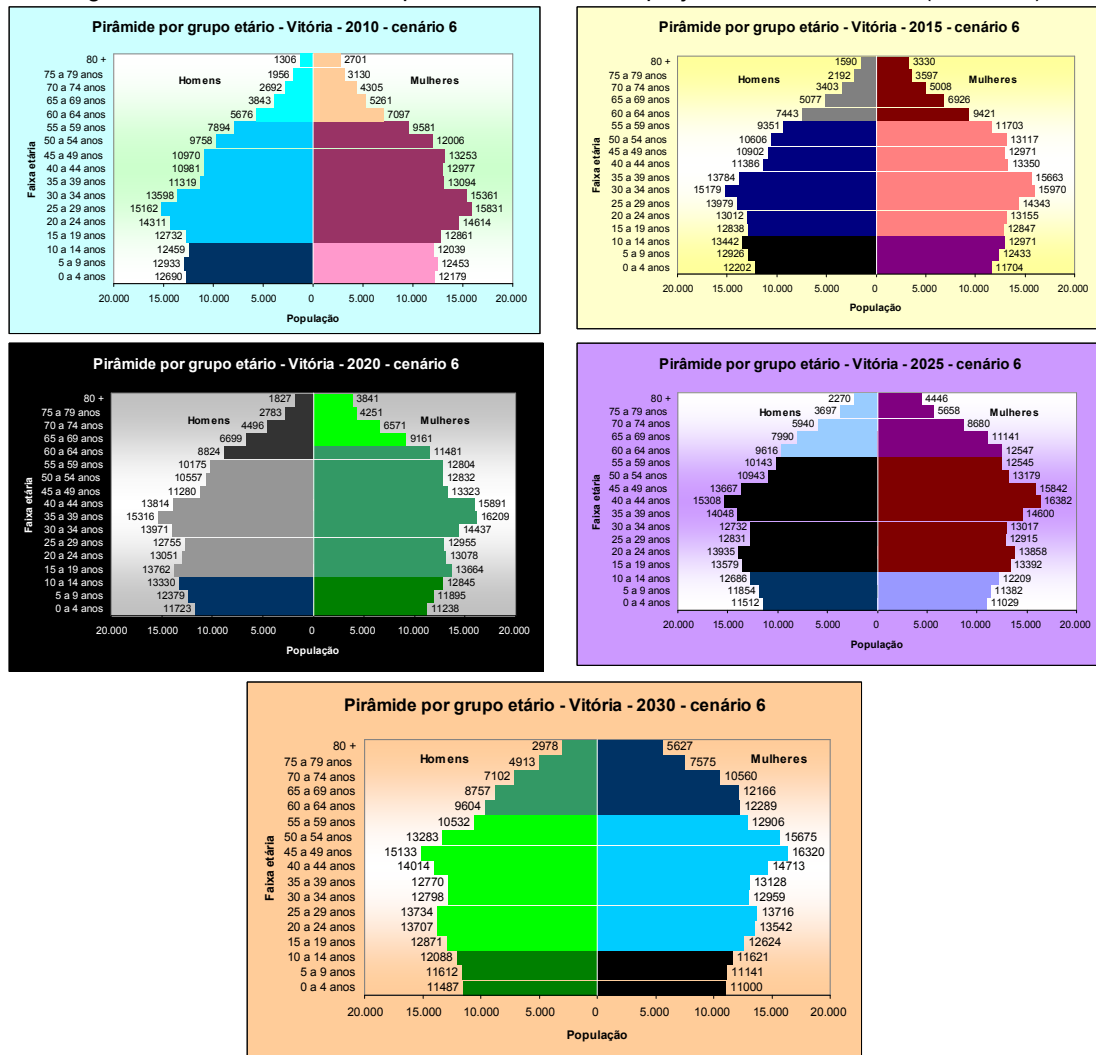 Pirâmide por grupo etário - Vitória - 2010 - cenário 6
Faixa etária
Homens
Mulheres
80 + 1306 2701
75 a 79 anos 1956 3130
70 a 74 anos 2692 4305
65 a 69 anos 3843 5261
60 a 64 anos 5676 7097
55 a 59 anos 7894 9581
50 a 54 anos 9758 12006
45 a 49 anos 10970 13253
40 a 44 anos 10981 12977
35 a 39 anos 11319 13094
30 a 34 anos 13598 15361
25 a 29 anos 15162 15831
20 a 24 anos 14311 14614
15 a 19 anos 12732 12861
10 a 14 anos 12459 12039
5 a 9 anos 12933 12453
0 a 4 anos 12690 12179
20.000 15.000 10.000 5.000 0 5.000 10.000 15.000 20.000
População
Pirâmide por grupo etário - Vitória - 2015 - cenário 6
Faixa etária
Homens
Mulheres
80 + 1590 3330
75 a 79 anos 2192 3597
70 a 74 anos 3403 5008
65 a 69 anos 5077 6926
60 a 64 anos 7443 9421
55 a 59 anos 9351 11703
50 a 54 anos 10606 13117
45 a 49 anos 10902 12971
40 a 44 anos 11386 13350
35 a 39 anos 13784 15663
30 a 34 anos 15179 15970
25 a 29 anos 13979 14343
20 a 24 anos 13012 13155
15 a 19 anos 12838 12847
10 a 14 anos 13442 12971
5 a 9 anos 12926 12433
0 a 4 anos 12202 11704
20.000 15.000 10.000 5.000 0 5.000 10.000 15.000 20.000
População
Pirâmide por grupo etário - Vitória - 2020 - cenário 6
Faixa etária
Homens
Mulheres
80 + 1827 3841
75 a 79 anos 2783 4251
70 a 74 anos 4496 6571
65 a 69 anos 6699 9161
60 a 64 anos 8824 11481
55 a 59 anos 10175 12804
50 a 54 anos 10557 12832
45 a 49 anos 11280 13323
40 a 44 anos 13814 15891
35 a 39 anos 15316 16209
30 a 34 anos 13971 14437
25 a 29 anos 12755 12955
20 a 24 anos 13051 13078
15 a 19 anos 13762 13664
10 a 14 anos 13330 12845
5 a 9 anos 12379 11895
0 a 4 anos 11723 11238
20.000 15.000 10.000 5.000 0 5.000 10.000 15.000 20.000
População
Pirâmide por grupo etário - Vitória - 2025 - cenário 6
Faixa etária
Homens
Mulheres
80 + 2270 4446
75 a 79 anos 3697 5658
70 a 74 anos 5940 8680
65 a 69 anos 7990 11141
60 a 64 anos 9616 12547
55 a 59 anos 10143 12545
50 a 54 anos 10943 13179
45 a 49 anos 13667 15842
40 a 44 anos 15308 16382
35 a 39 anos 14048 14600
30 a 34 anos 12732 13017
25 a 29 anos 12831 12915
20 a 24 anos 13935 13858
15 a 19 anos 13579 13392
10 a 14 anos 12686 12209
5 a 9 anos 11854 11382
0 a 4 anos 11512 11029
20.000 15.000 10.000 5.000 0 5.000 10.000 15.000 20.000
População
Pirâmide por grupo etário - Vitória - 2030 - cenário 6
Faixa etária
Homens
Mulheres
80 + 2978 5627
75 a 79 anos 4913 7575
70 a 74 anos 7102 10560
65 a 69 anos 8757 12166
60 a 64 anos 9604 12289
55 a 59 anos 10532 12906
50 a 54 anos 13283 15675
45 a 49 anos 15133 16320
40 a 44 anos 14014 14713
35 a 39 anos 12770 13128
30 a 34 anos 12798 12959
25 a 29 anos 13734 13716
20 a 24 anos 13707 13542
15 a 19 anos 12871 12624
10 a 14 anos 12088 11621
5 a 9 anos 11612 11141
0 a 4 anos 11487 11000
20.000 15.000 10.000 5.000 0 5.000 10.000 15.000 20.000
População